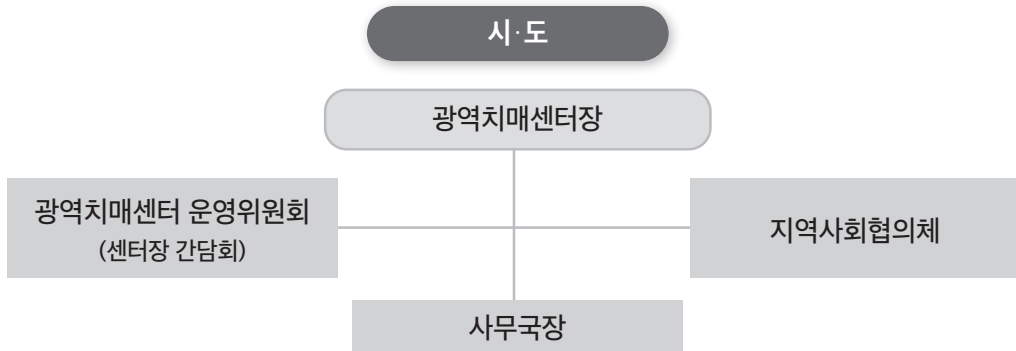 시·도
광역치매센터장
광역치매센터 운영위원회
(센터장 간담회)
지역사회협의체
사무국장